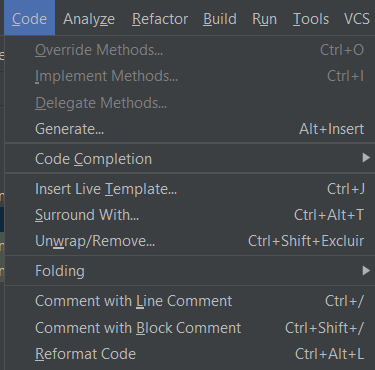 Code Analyze Refactor Build Run Tools VCS
Override Methods... Ctrl+O
Implement Methods... Ctrl+I
Delegate Methods...
Generate... Alt+Insert
Code Completion
Insert Live Template... Ctrl+J
Surround With... Ctrl+Alt+T
Unwrap/Remove... Ctrl+Shift+Excluir
Folding
Comment with Line Comment Ctrl+/
Comment with Block Comment Ctrl+Shift+/
Reformat Code Ctrl+Alt+L